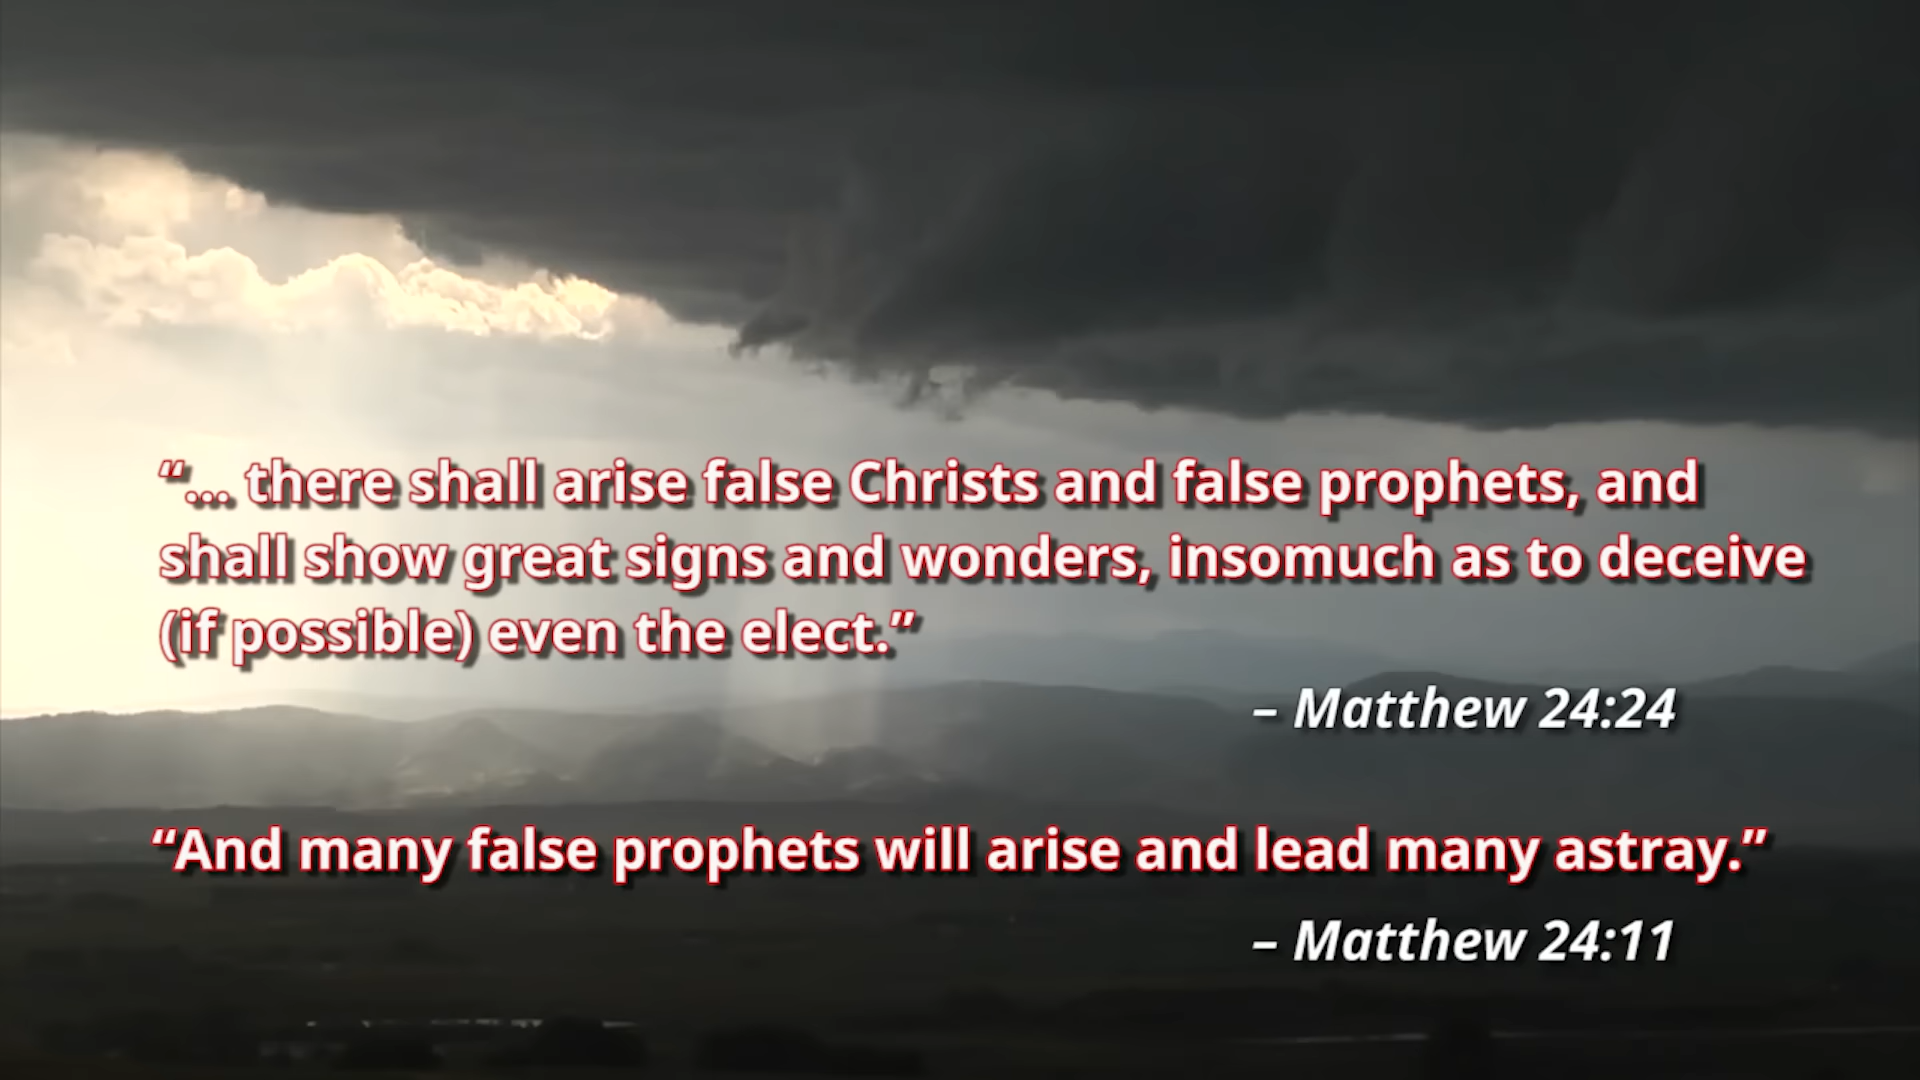 “... there shall arise false Christs and false prophets, and
shall show great signs and wonders, insomuch as to deceive
(if possible) even the elect.”
– Matthew 24:24
“And many false prophets will arise and lead many astray.”
– Matthew 24:11